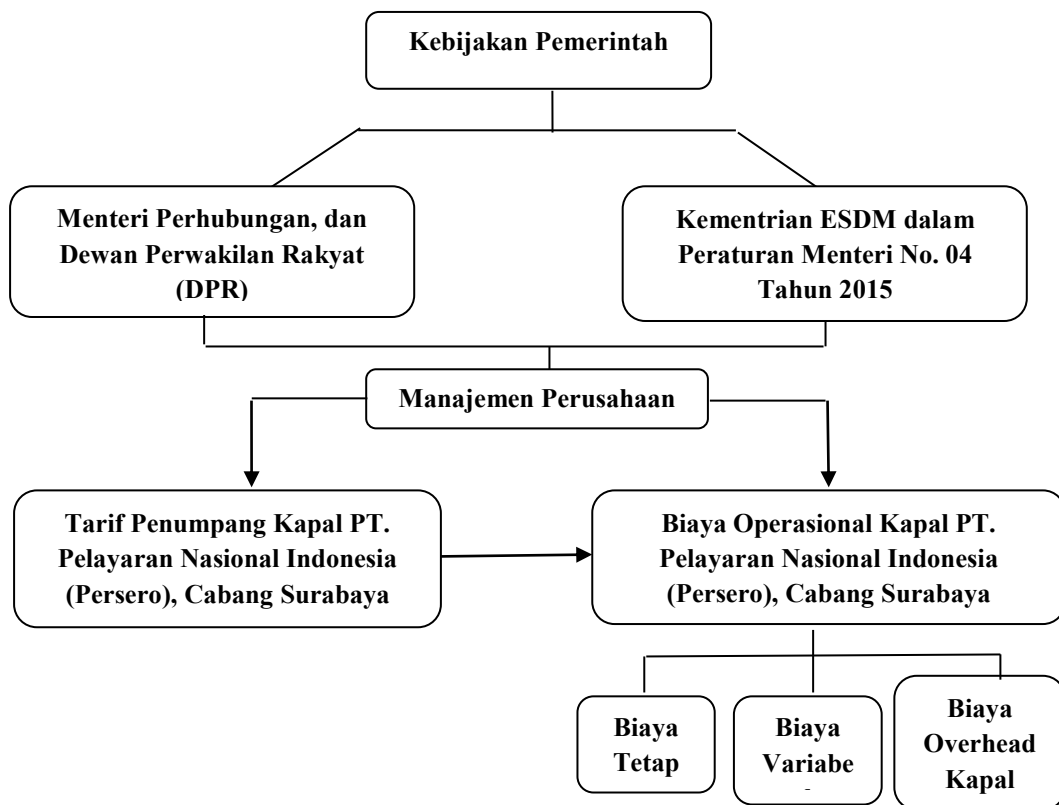 Kebijakan Pemerintah
Menteri Perhubungan, dan
Dewan Perwakilan Rakyat
(DPR)
Kementrian ESDM dalam
Peraturan Menteri No. 04
Tahun 2015
Manajemen Perusahaan
Tarif Penumpang Kapal PT.
Pelayaran Nasional Indonesia
(Persero), Cabang Surabaya
Biaya Operasional Kapal PT.
Pelayaran Nasional Indonesia
(Persero), Cabang Surabaya
Biaya
Tetap
Biaya
Variabe
Biaya
Overhead
Kapal